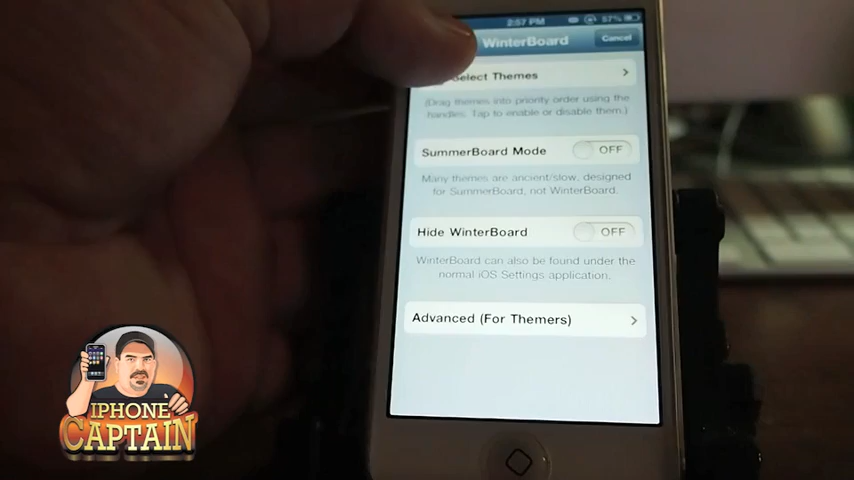 2:57 PM 57%
WinterBoard Cancel
Select Themes
(Drag themes into priority order using the
handles. Tap to enable or disable them.)
SummerBoard Mode OFF
Many themes are ancient/slow, designed
for SummerBoard, not WinterBoard.
Hide WinterBoard OFF
WinterBoard can also be found under the
normal iOS Settings application.
Advanced (For Themers)
IPHONE
CAPTAIN